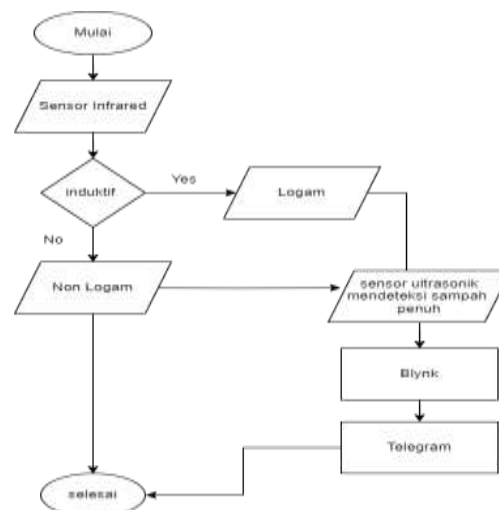 Mulai
Sensor Infrared
induktif
Yes
Logam
No
Non Logam
sensor ultrasonik
mendeteksi sampah
penuh
Blynk
Telegram
selesai